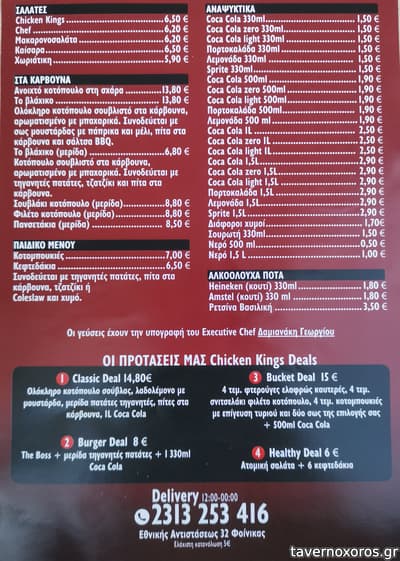 ΣΑΛΑΤΕΣ
Chicken Kings 6,50 €
Chef 6,20 €
Μακαρονοσαλάτα 6,20 €
Καίσαρα 6,50 €
Χωριάτικη 5,90 €
ΣΤΑ ΚΑΡΒΟΥΝΑ
Ανοικτό κοτόπουλο στη σχάρα 13,80 €
Το βλάχικο 13,80 €
Ολόκληρο κοτόπουλο σουβλιστό στα κάρβουνα,
αρωματισμένο με μπαχαρικά. Συνοδεύεται με
σως μουστάρδος με πάπρικα και μέλι, πίτα στα
κάρβουνα και σάλτσα BBQ.
Το βλάχικο (μερίδα) 6,80 €
Κοτόπουλο σουβλιστό στα κάρβουνα,
αρωματισμένο με μπαχαρικά. Συνοδεύεται με
τηγανητές πατάτες, τζατζίκι και πίτα στα
κάρβουνα.
Σουβλάκι κοτόπουλο (μερίδα) 8,80 €
Φιλέτο κοτόπουλο (μερίδα) 8,80 €
Πανσετάκια (μερίδα) 8,50 €
ΠΑΙΔΙΚΟ ΜΕΝΟΥ
Κοτομπουκιές 7,00 €
Κεφτεδάκια 6,50 €
Συνοδεύεται με τηγανητές πατάτες, πίτα στα
κάρβουνα, τζατζίκι ή
Coleslaw και χυμό.
ΑΝΑΨΥΚΤΙΚΑ
Coca Cola 330ml 1,50 €
Coca Cola zero 330ml 1,50 €
Coca Cola light 330ml 1,50 €
Πορτοκαλάδα 330ml 1,50 €
Λεμονάδα 330ml 1,50 €
Sprite 330ml 1,50 €
Coca Cola 500ml 1,90 €
Coca Cola zero 500ml 1,90 €
Coca Cola light 500ml 1,90 €
Πορτοκαλάδα 500ml 1,90 €
Λεμονάδα 500 ml 1,90 €
Coca Cola 1L 2,50 €
Coca Cola zero 1L 2,50 €
Coca Cola light 1L 2,50 €
Coca Cola 1,5L 2,90 €
Coca Cola zero 1,5L 2,90 €
Coca Cola light 1,5L 2,90 €
Πορτοκαλάδα 1,5L 2,90 €
Λεμονάδα 1,5L 2,90 €
Sprite 1,5L 2,90 €
Διάφοροι χυμοί 1,70€
Σουρωτή 330ml 1,50 €
Νερό 500 ml 0,50 €
Νερό 1,5 L 1,00 €
ΑΛΚΟΟΛΟΥΧΑ ΠΟΤΑ
Heineken (κουτί) 330ml 1,80 €
Amstel (κουτί) 330 ml 1,80 €
Ρετσίνα Βασιλική 3,50 €
Οι γεύσεις έχουν την υπογραφή του Executive Chef Δαμιανάκη Γεωργίου
ΟΙ ΠΡΟΤΑΣΕΙΣ ΜΑΣ Chicken Kings Deals
1 Classic Deal 14,80€
Ολόκληρο κοτόπουλο σούβλας, λαδολέμονο με
μουστάρδα, μερίδα πατάτες τηγανητές, πίτες στα
κάρβουνα, 1L Coca Cola
2 Burger Deal 8 €
The Boss + μερίδα τηγανητές πατάτες + 1 330ml
Coca Cola
3 Bucket Deal 15 €
4 τεμ. φτερούγες ελαφρώς καυτερές, 4 τεμ.
σνιτσελάκι φιλέτο κοτόπουλο, 4 τεμ. κοτομπουκιές
με επίγευση τυριού και δύο σως της επιλογής σας
+ 500ml Coca Cola
4 Healthy Deal 6 €
Ατομική σαλάτα + 6 κεφτεδάκια
Delivery 12:00-00:00
2313 253 416
Εθνικής Αντιστάσεως 32 Φοίνικας
Ελάχιστη κατανάλωση 5€
tavernoxoros.gr